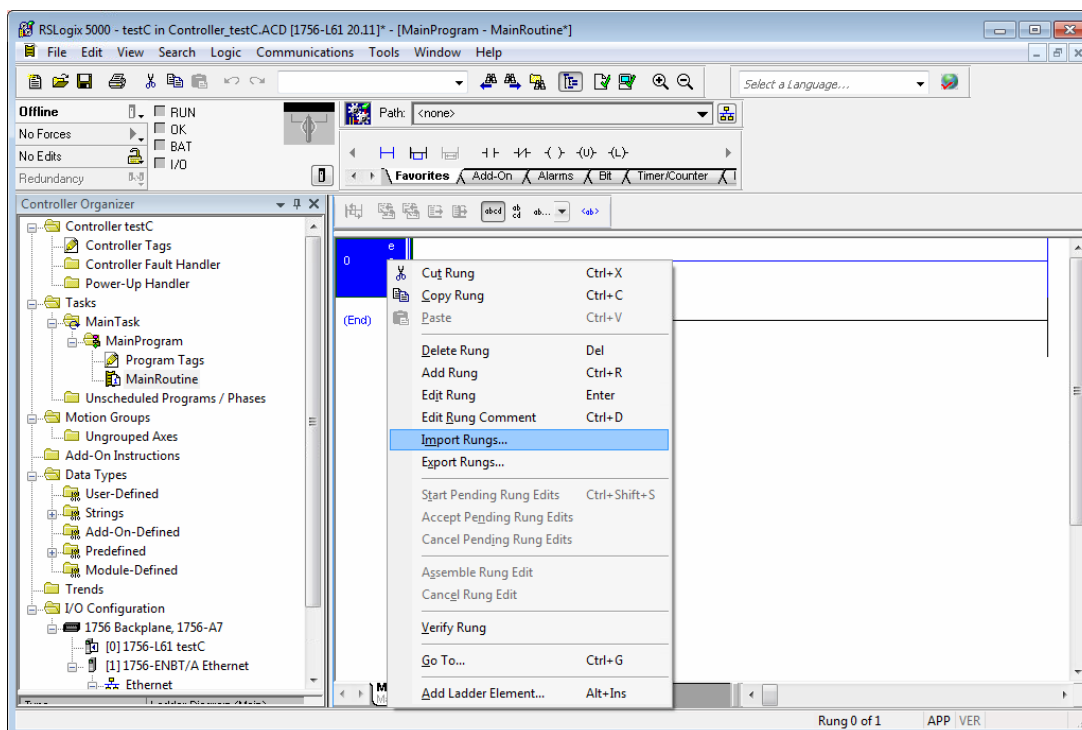 RSLogix 5000 - testC in Controller_testC.ACD [1756-L61 20.11]* - [MainProgram - MainRoutine*]
File Edit View Search Logic Communications Tools Window Help
Select a Language...
Offline
RUN
No Forces
OK
No Edits
BAT
Redundancy
I/O
Path: <none>
Favorites Add-On Alarms Bit Timer/Counter
Controller Organizer
Controller testC
Controller Tags
Controller Fault Handler
Power-Up Handler
Tasks
MainTask
MainProgram
Program Tags
MainRoutine
Unscheduled Programs / Phases
Motion Groups
Ungrouped Axes
Add-On Instructions
Data Types
User-Defined
Strings
Add-On-Defined
Predefined
Module-Defined
Trends
I/O Configuration
1756 Backplane, 1756-A7
[0] 1756-L61 testC
[1] 1756-ENBT/A Ethernet
Ethernet
abcd
ab...
<ab>
e
0
(End)
Cut Rung Ctrl+X
Copy Rung Ctrl+C
Paste Ctrl+V
Delete Rung Del
Add Rung Ctrl+R
Edit Rung Enter
Edit Rung Comment Ctrl+D
Import Rungs...
Export Rungs...
Start Pending Rung Edits Ctrl+Shift+S
Accept Pending Rung Edits
Cancel Pending Rung Edits
Assemble Rung Edit
Cancel Rung Edit
Verify Rung
Go To... Ctrl+G
Add Ladder Element... Alt+Ins
Rung 0 of 1 APP VER